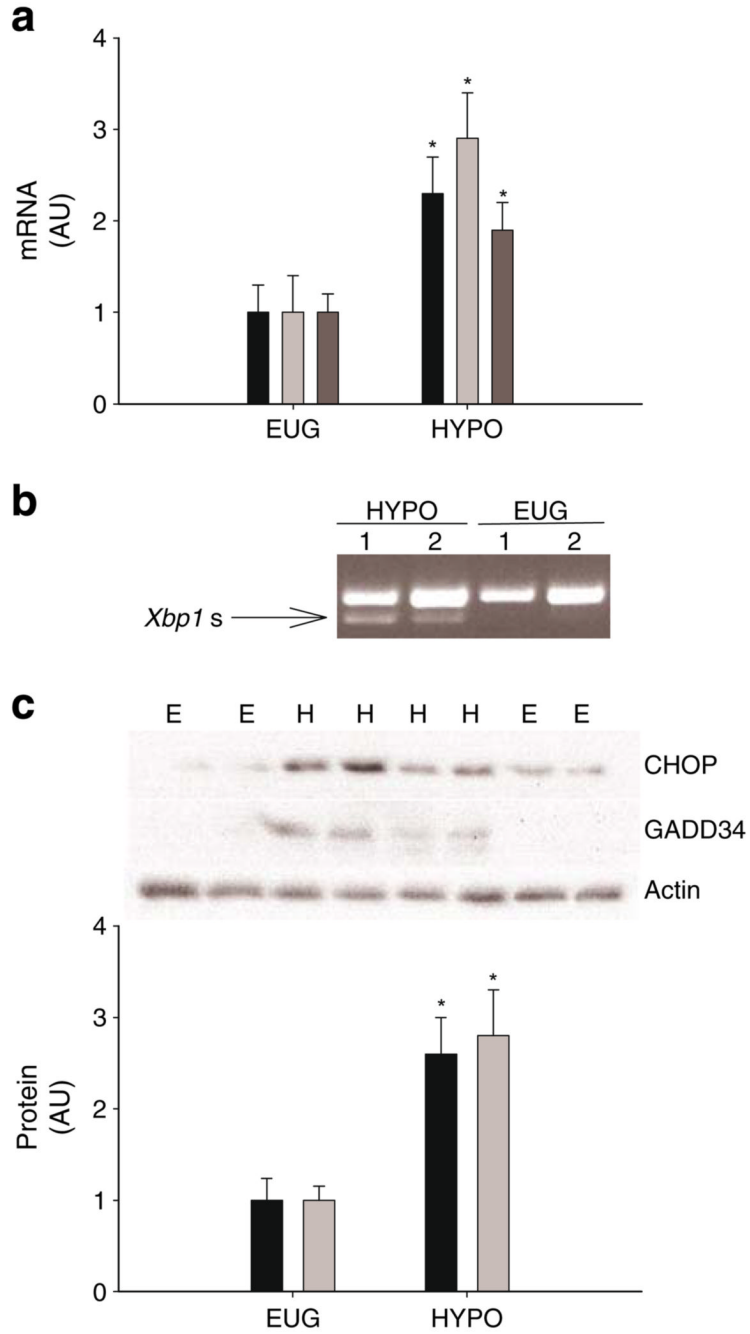 a
4
3
2
1
0
mRNA
(AU)
* * *
EUG HYPO
b
HYPO EUG
1 2 1 2
Xbp1 s
c
E E H H H H E E
CHOP
GADD34
Actin
4
3
2
1
0
Protein
(AU)
* *
EUG HYPO